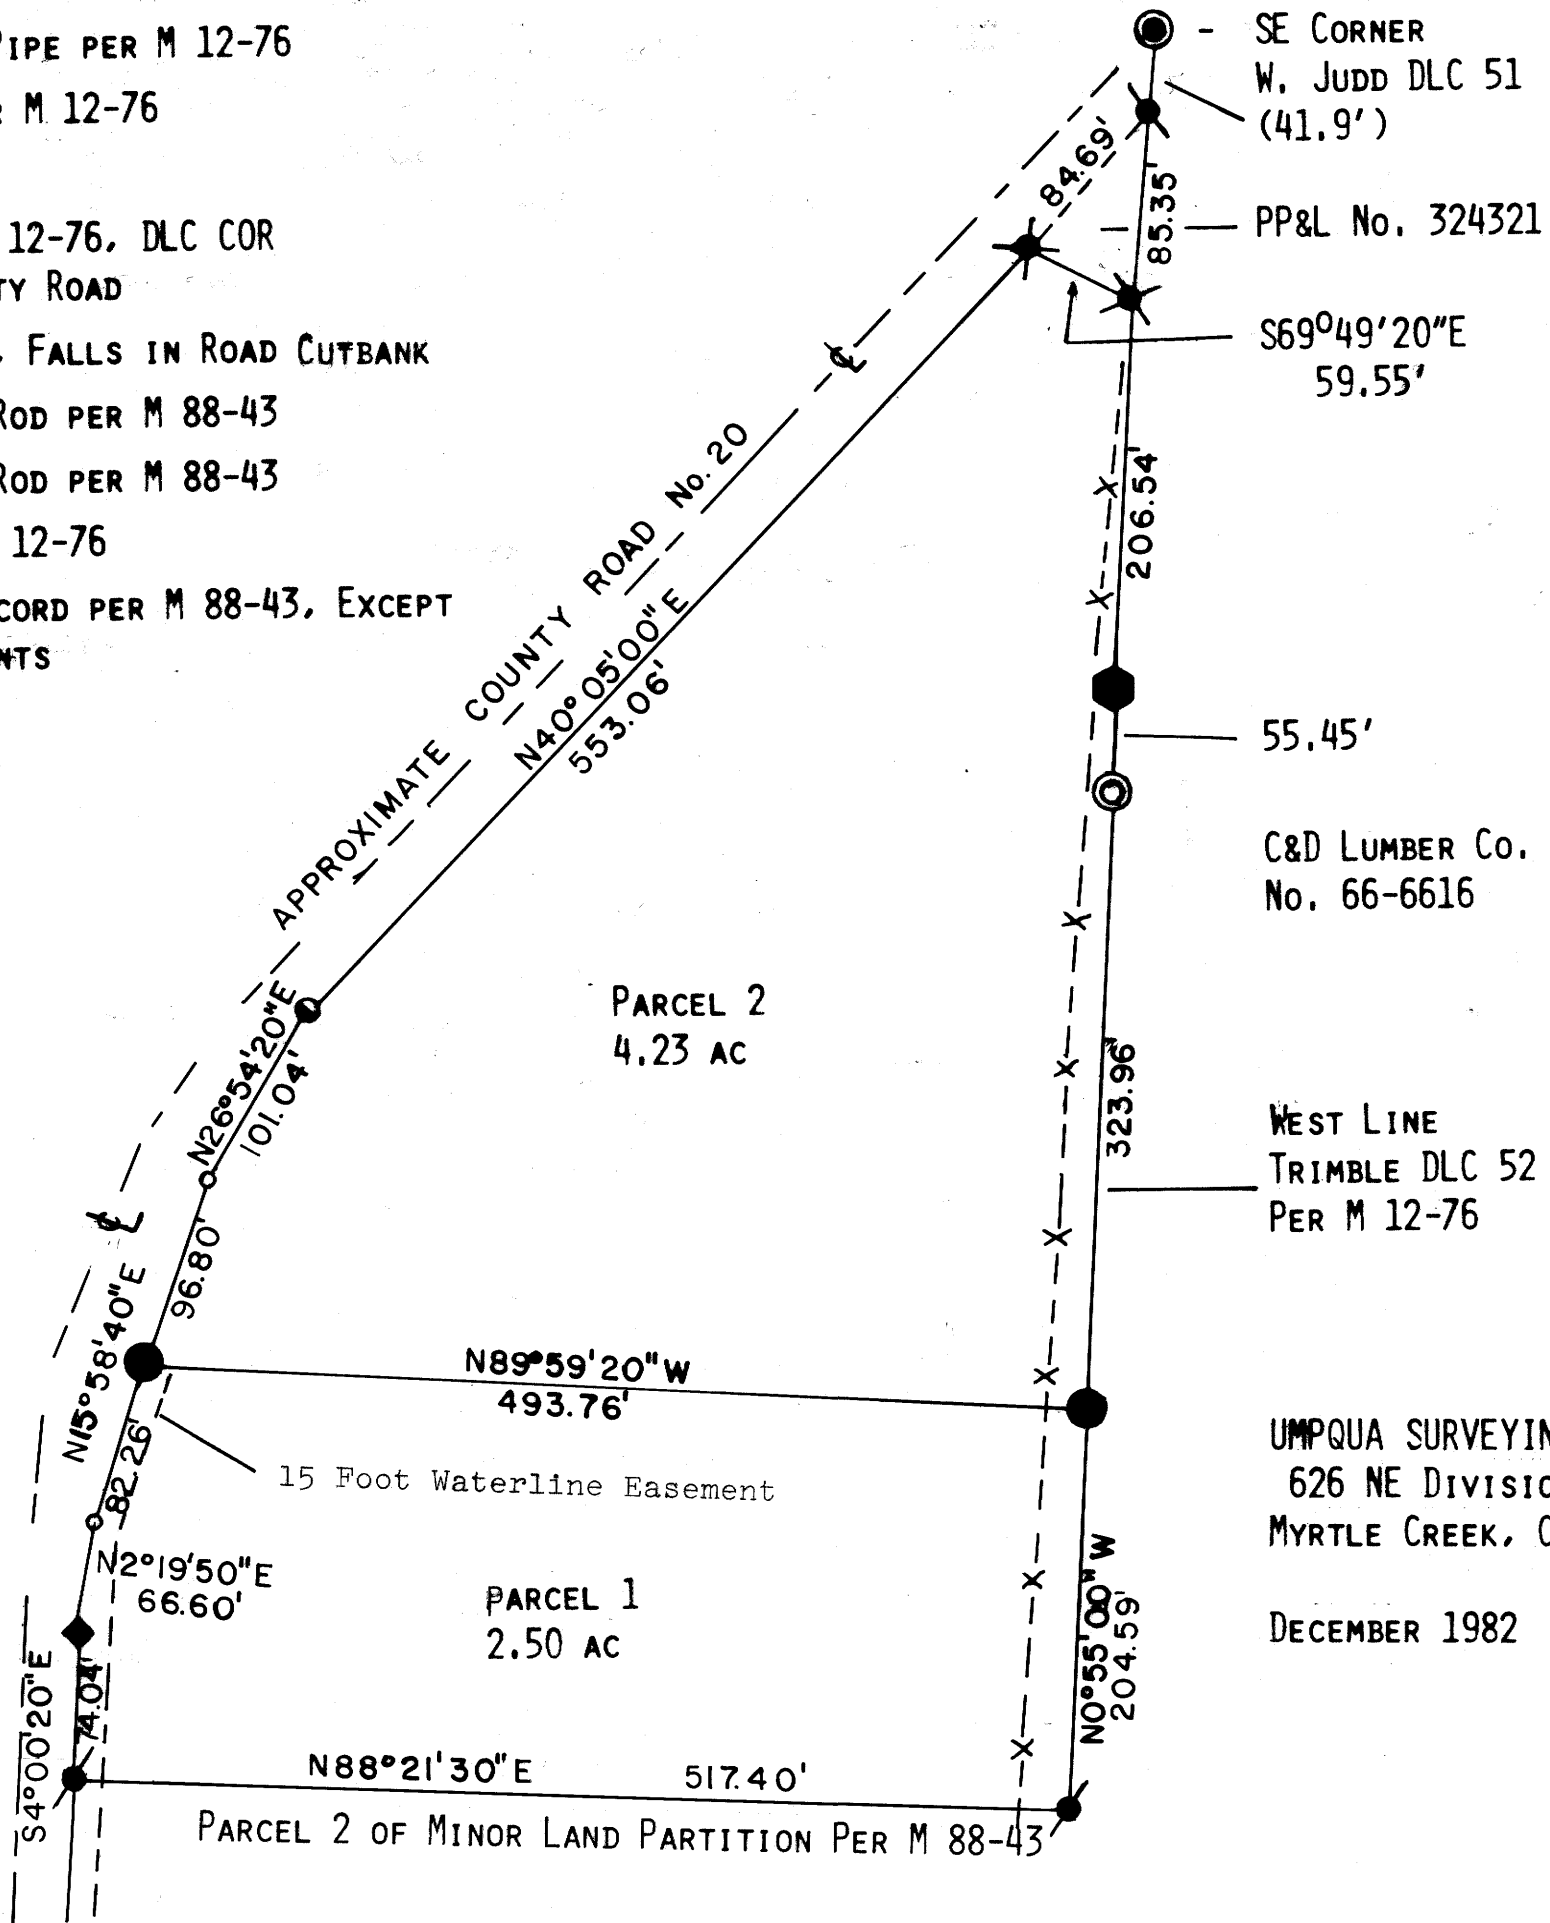 PIPE PER M 12-76
M 12-76
12-76, DLC COR
TY ROAD
FALLS IN ROAD CUTBANK
ROD PER M 88-43
ROD PER M 88-43
12-76
CORD PER M 88-43, EXCEPT
NTS
- SE CORNER
W. JUDD DLC 51
(41.9')
84.69'
85.35'
PP&L No. 324321
S69°49'20"E
59.55'
206.54'
APPROXIMATE COUNTY ROAD No. 20
N40°05'00"E
553.06'
55.45'
C&D LUMBER CO.
No. 66-6616
PARCEL 2
4.23 AC
N26°54'20"E
101.04'
323.96'
WEST LINE
TRIMBLE DLC 52
PER M 12-76
96.80'
N15°58'40"E
82.26'
N89°59'20"W
493.76'
15 Foot Waterline Easement
UMPQUA SURVEYIN
626 NE DIVISIO
MYRTLE CREEK, O
N2°19'50"E
66.60'
PARCEL 1
2.50 AC
N0°55'00"W
204.59'
DECEMBER 1982
S4°00'20"E
74.04'
N88°21'30"E 517.40'
PARCEL 2 OF MINOR LAND PARTITION PER M 88-43